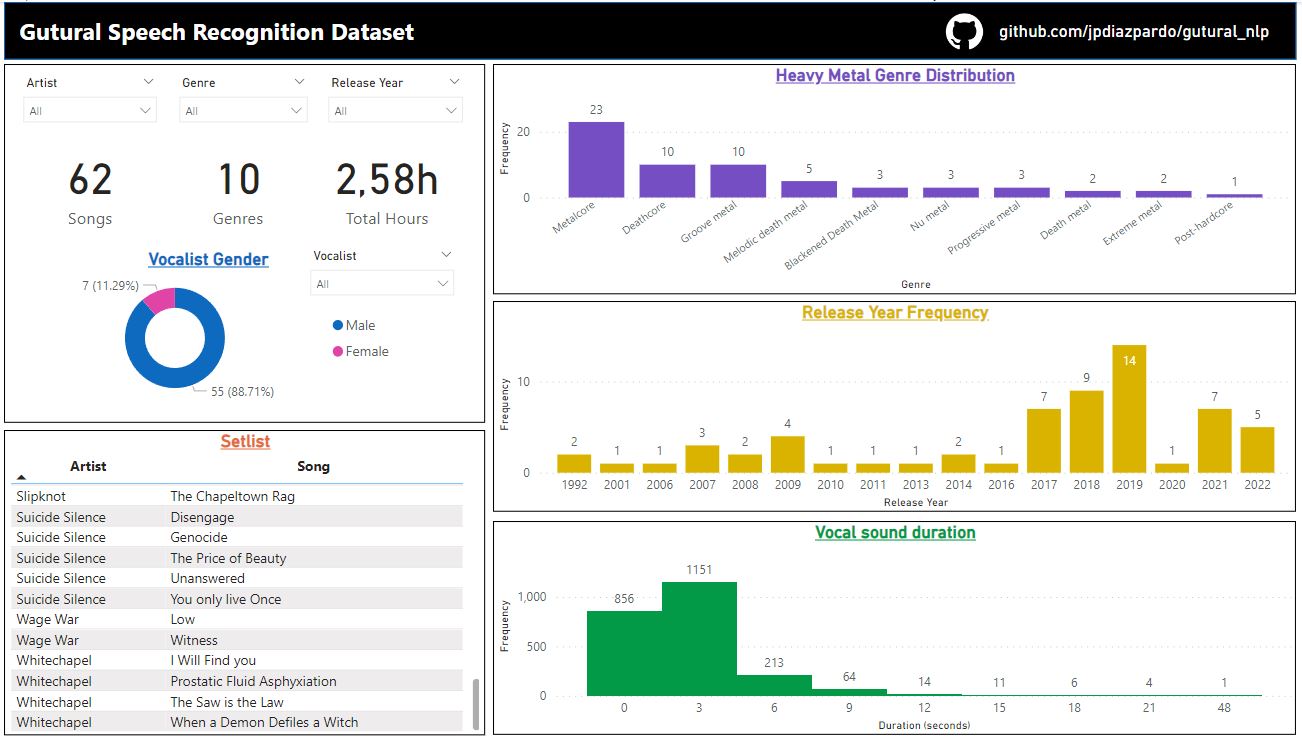 Gutural Speech Recognition Dataset
github.com/jpdiazpardo/gutural_nlp
Artist Genre Release Year
All All All
62 10 2,58h
Songs Genres Total Hours
Vocalist Gender
Vocalist
All
7 (11.29%)
55 (88.71%)
Male
Female
Setlist
Artist Song
Slipknot The Chapeltown Rag
Suicide Silence Disengage
Suicide Silence Genocide
Suicide Silence The Price of Beauty
Suicide Silence Unanswered
Suicide Silence You only live Once
Wage War Low
Wage War Witness
Whitechapel I Will Find you
Whitechapel Prostatic Fluid Asphyxiation
Whitechapel The Saw is the Law
Whitechapel When a Demon Defiles a Witch
Heavy Metal Genre Distribution
Frequency
20
0
23 10 10 5 3 3 3 2 2 1
Metalcore Deathcore Groove metal Melodic death metal Blackened Death Metal Nu metal Progressive metal Death metal Extreme metal Post-hardcore
Genre
Release Year Frequency
Frequency
10
0
2 1 1 3 2 4 1 1 1 2 1 7 9 14 1 7 5
1992 2001 2006 2007 2008 2009 2010 2011 2013 2014 2016 2017 2018 2019 2020 2021 2022
Release Year
Vocal sound duration
Frequency
1,000
500
0
856 1151 213 64 14 11 6 4 1
0 3 6 9 12 15 18 21 48
Duration (seconds)